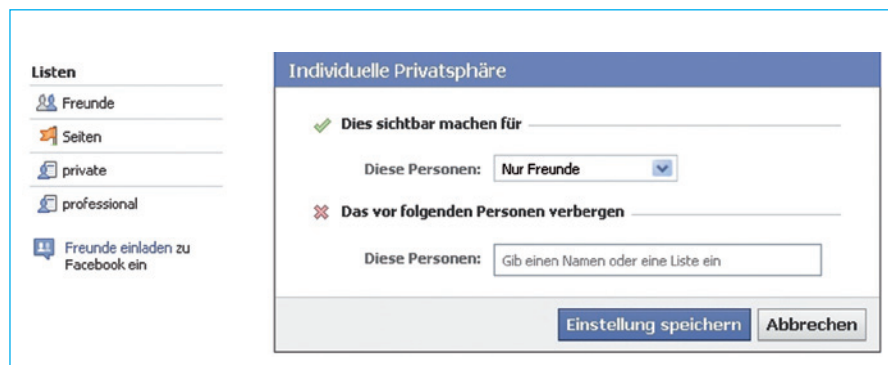 Listen
Freunde
Seiten
private
professional
Freunde einladen zu
Facebook ein
Individuelle Privatsphäre
Dies sichtbar machen für
Diese Personen: Nur Freunde
Das vor folgenden Personen verbergen
Diese Personen: Gib einen Namen oder eine Liste ein
Einstellung speichern Abbrechen